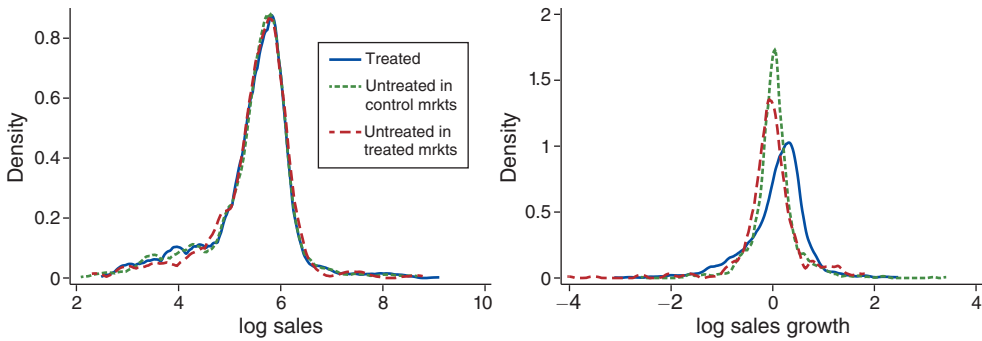 Density
0.8
0.6
0.4
0.2
0
2
4
6
8
10
log sales
Treated
Untreated in
control mrkts
Untreated in
treated mrkts
Density
2
1.5
1
0.5
0
−4
−2
0
2
4
log sales growth